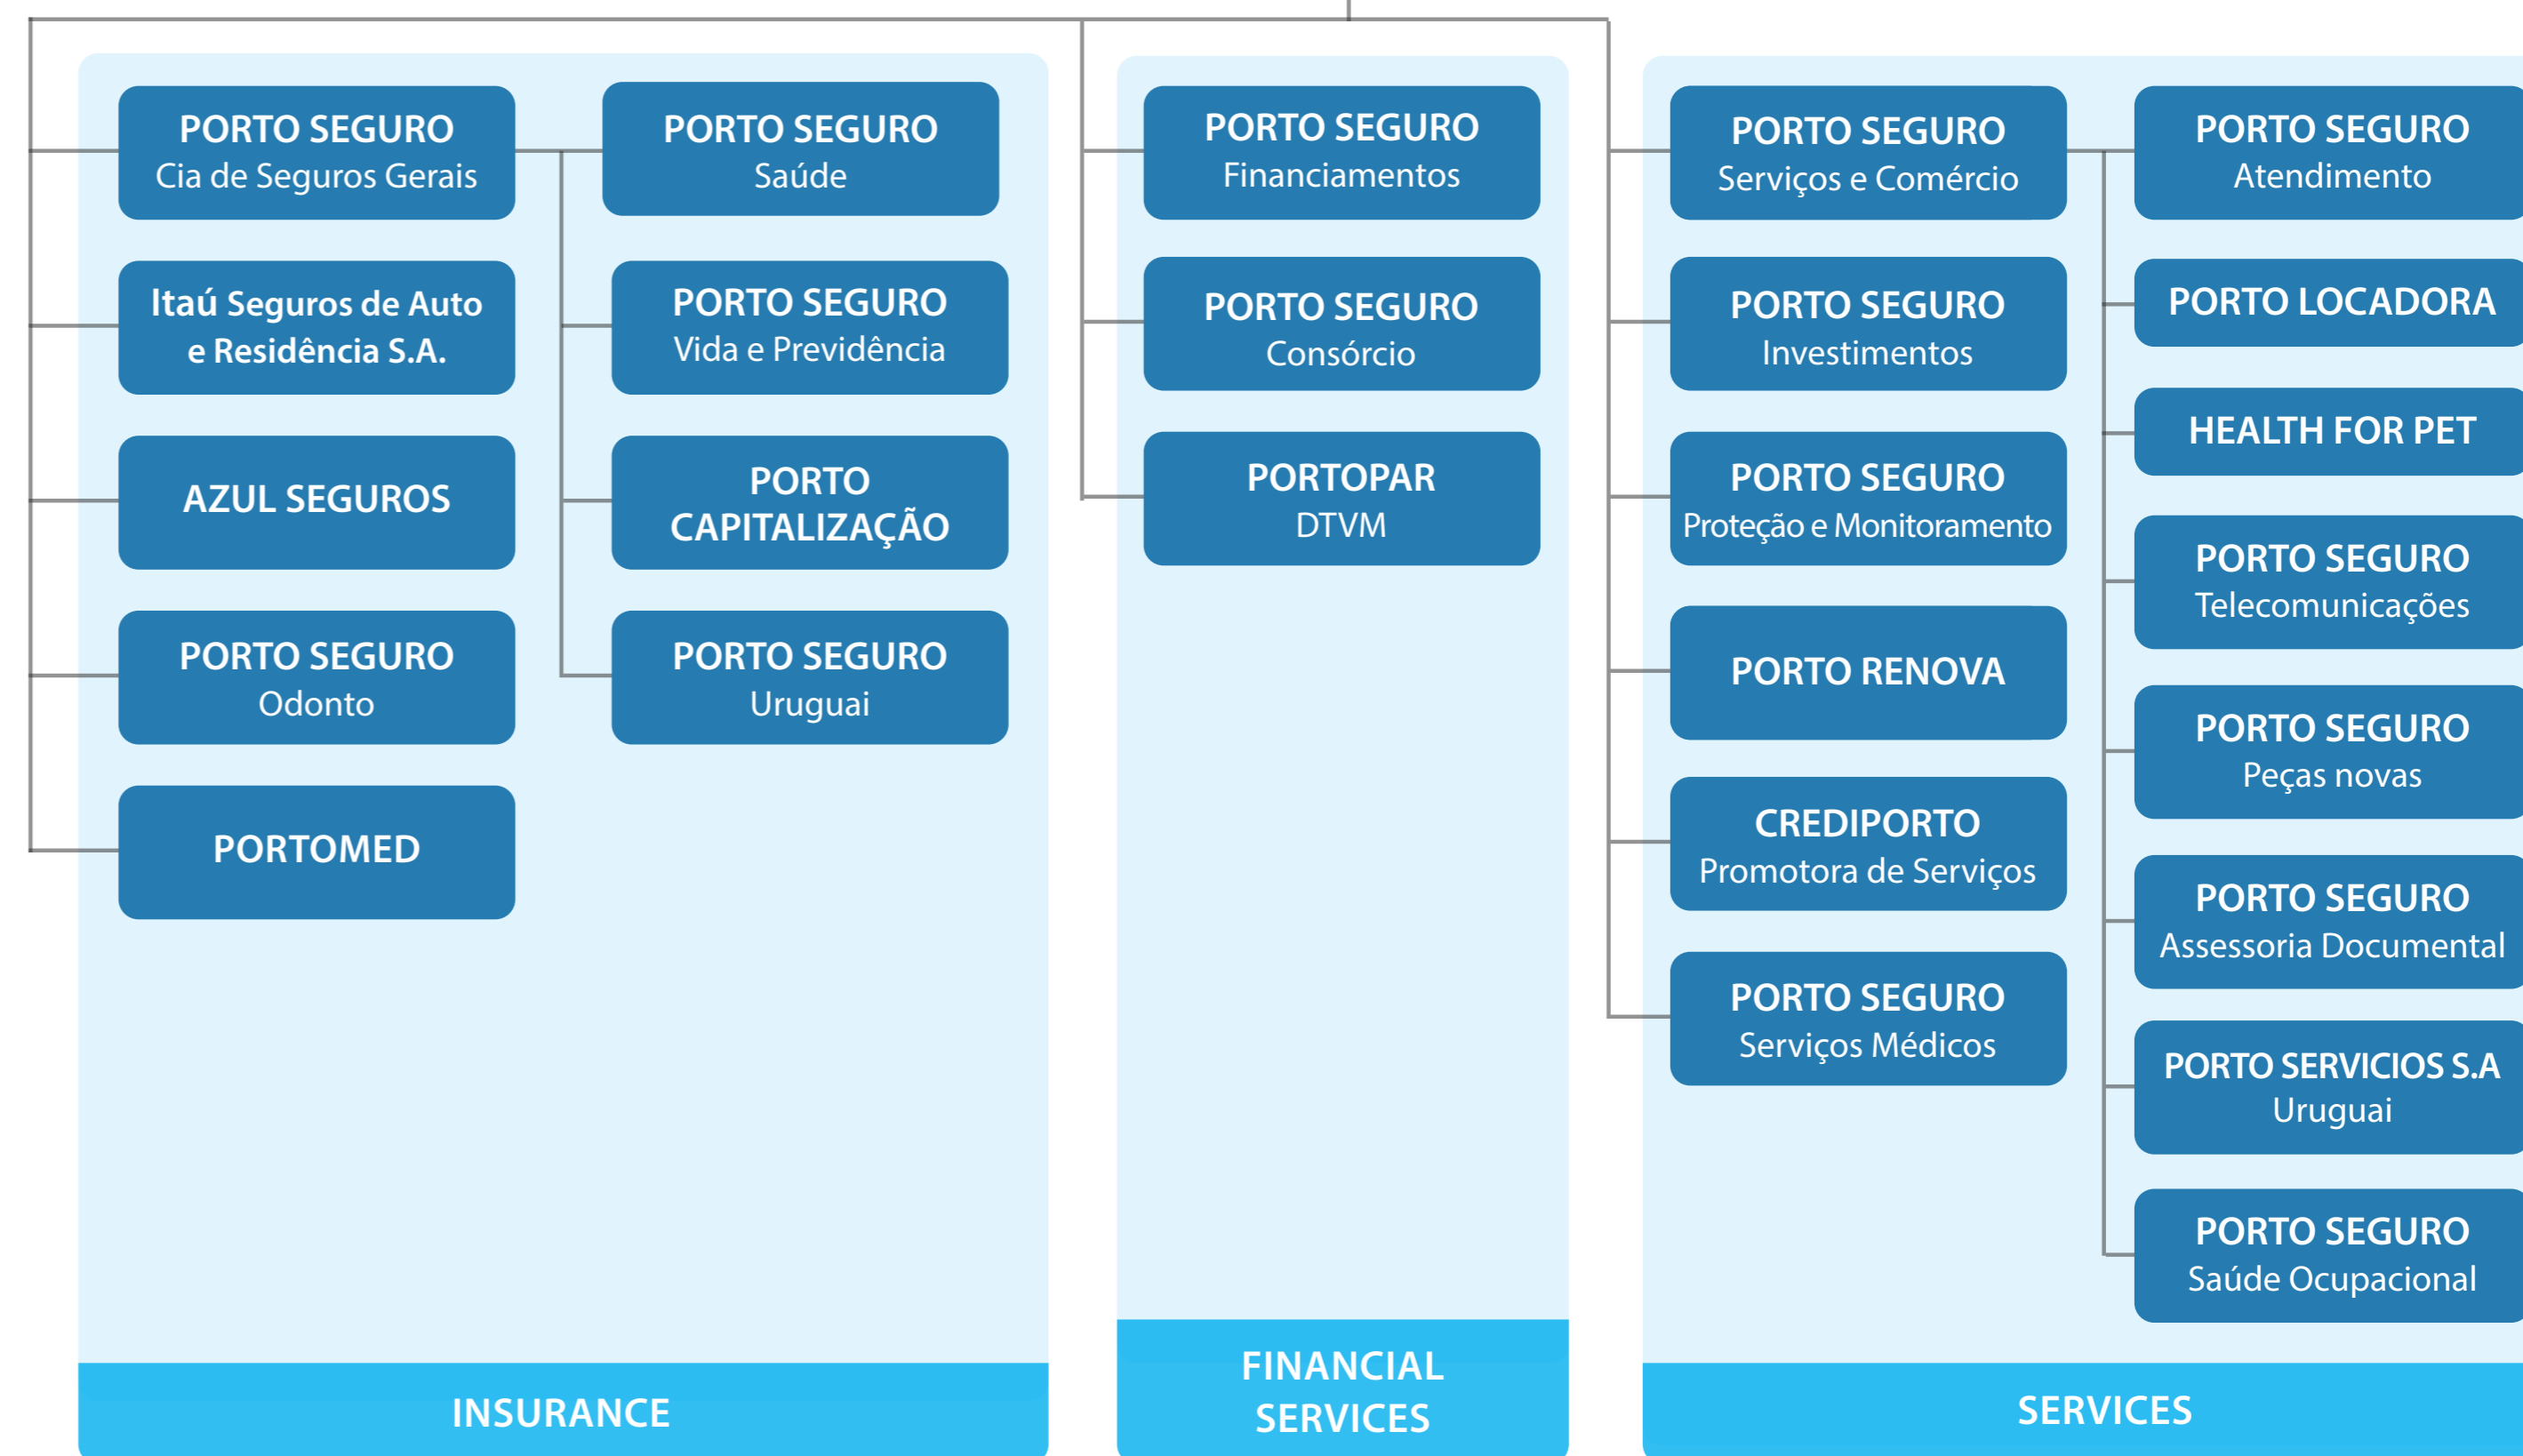 PORTO SEGURO
Cia de Seguros Gerais
Itaú Seguros de Auto
e Residência S.A.
AZUL SEGUROS
PORTO SEGURO
Odonto
PORTOMED
PORTO SEGURO
Saúde
PORTO SEGURO
Vida e Previdência
PORTO
CAPITALIZAÇÃO
PORTO SEGURO
Uruguai
INSURANCE
PORTO SEGURO
Financiamentos
PORTO SEGURO
Consórcio
PORTOPAR
DTVM
FINANCIAL
SERVICES
PORTO SEGURO
Serviços e Comércio
PORTO SEGURO
Investimentos
PORTO SEGURO
Proteção e Monitoramento
PORTO RENOVA
CREDIPORTO
Promotora de Serviços
PORTO SEGURO
Serviços Médicos
PORTO SEGURO
Atendimento
PORTO LOCADORA
HEALTH FOR PET
PORTO SEGURO
Telecomunicações
PORTO SEGURO
Peças novas
PORTO SEGURO
Assessoria Documental
PORTO SERVICIOS S.A
Uruguai
PORTO SEGURO
Saúde Ocupacional
SERVICES